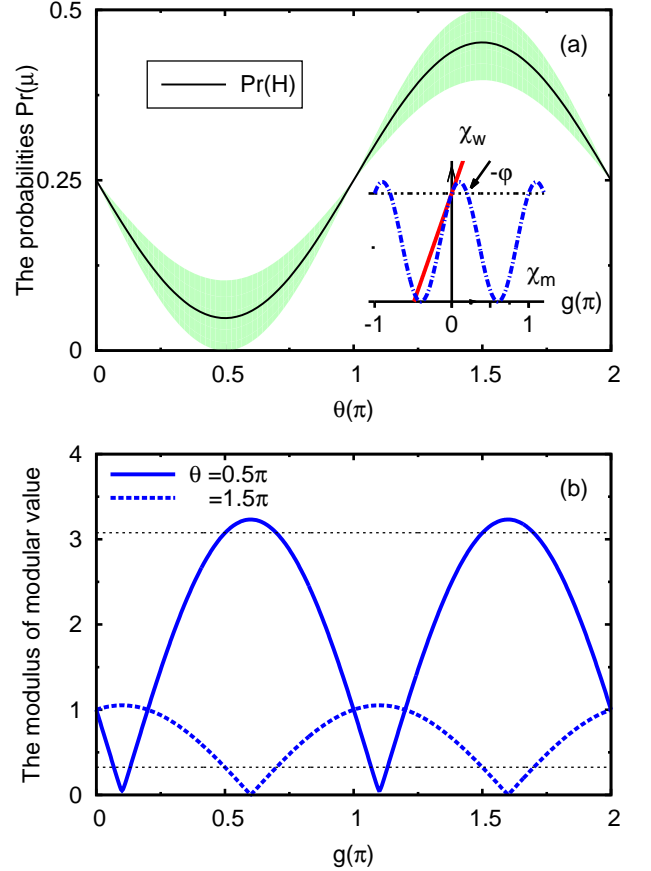 The probabilities Pr(μ)
0.5
0.25
0
(a)
Pr(H)
χw
-φ
χm
g(π)
-1
0
1
0
0.5
1
1.5
2
θ(π)
The modulus of modular value
4
3
2
1
0
θ =0.5π
=1.5π
(b)
0
0.5
1
1.5
2
g(π)